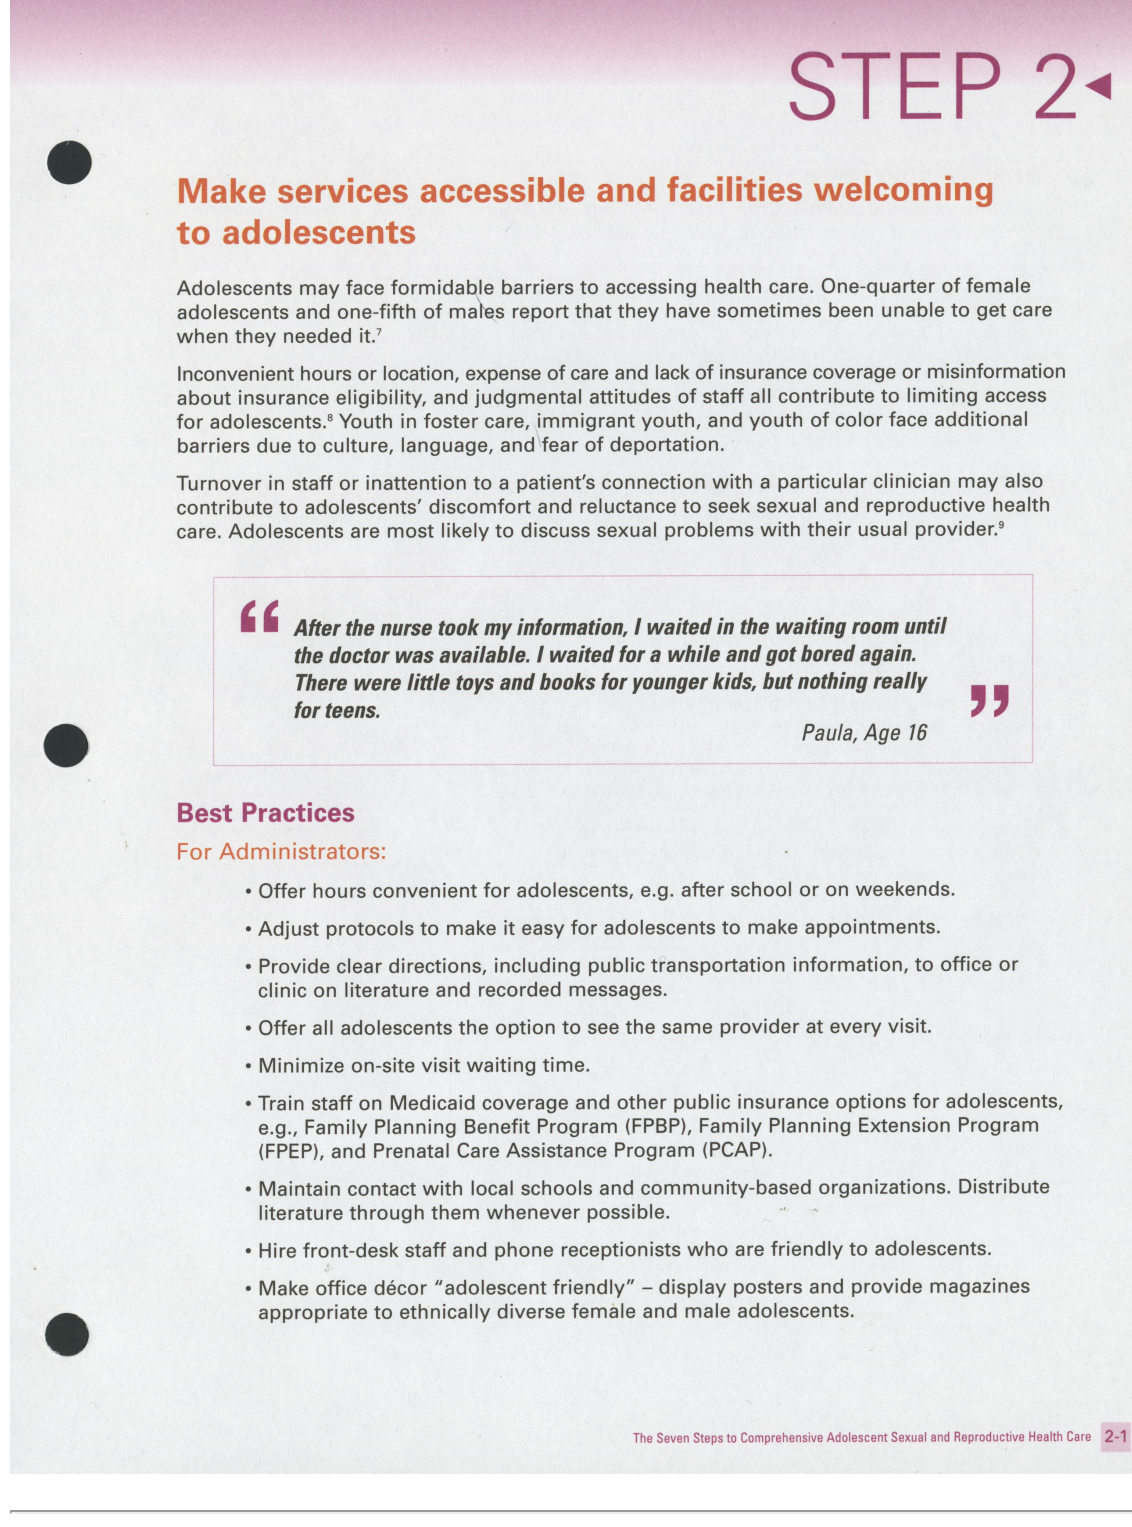 STEP 2◄
Make services accessible and facilities welcoming
to adolescents
Adolescents may face formidable barriers to accessing health care. One-quarter of female
adolescents and one-fifth of males report that they have sometimes been unable to get care
when they needed it.⁷
Inconvenient hours or location, expense of care and lack of insurance coverage or misinformation
about insurance eligibility, and judgmental attitudes of staff all contribute to limiting access
for adolescents.⁸ Youth in foster care, immigrant youth, and youth of color face additional
barriers due to culture, language, and fear of deportation.
Turnover in staff or inattention to a patient's connection with a particular clinician may also
contribute to adolescents' discomfort and reluctance to seek sexual and reproductive health
care. Adolescents are most likely to discuss sexual problems with their usual provider.⁹
“ After the nurse took my information, I waited in the waiting room until
the doctor was available. I waited for a while and got bored again.
There were little toys and books for younger kids, but nothing really
for teens. ”
Paula, Age 16
Best Practices
For Administrators:
• Offer hours convenient for adolescents, e.g. after school or on weekends.
• Adjust protocols to make it easy for adolescents to make appointments.
• Provide clear directions, including public transportation information, to office or
clinic on literature and recorded messages.
• Offer all adolescents the option to see the same provider at every visit.
• Minimize on-site visit waiting time.
• Train staff on Medicaid coverage and other public insurance options for adolescents,
e.g., Family Planning Benefit Program (FPBP), Family Planning Extension Program
(FPEP), and Prenatal Care Assistance Program (PCAP).
• Maintain contact with local schools and community-based organizations. Distribute
literature through them whenever possible.
• Hire front-desk staff and phone receptionists who are friendly to adolescents.
• Make office décor "adolescent friendly" – display posters and provide magazines
appropriate to ethnically diverse female and male adolescents.
The Seven Steps to Comprehensive Adolescent Sexual and Reproductive Health Care 2-1